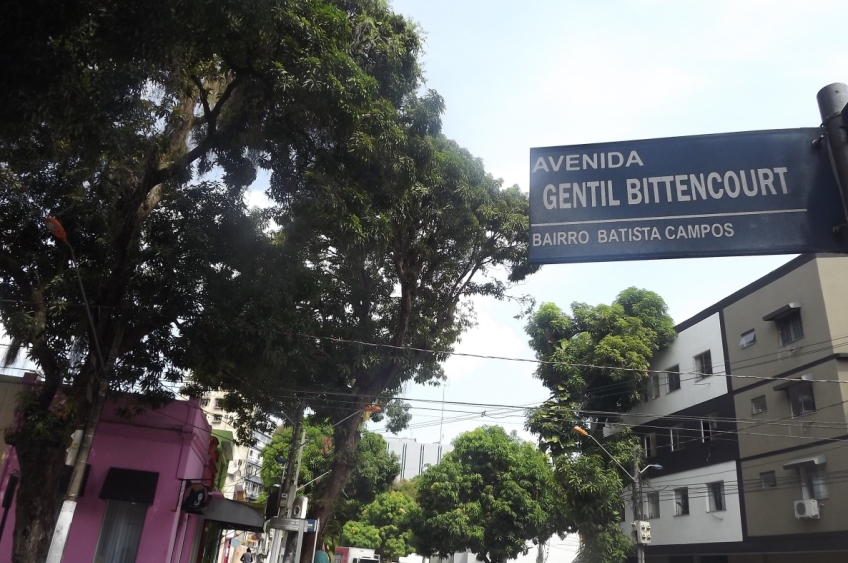 AVENIDA
GENTIL BITTENCOURT
BAIRRO BATISTA CAMPOS